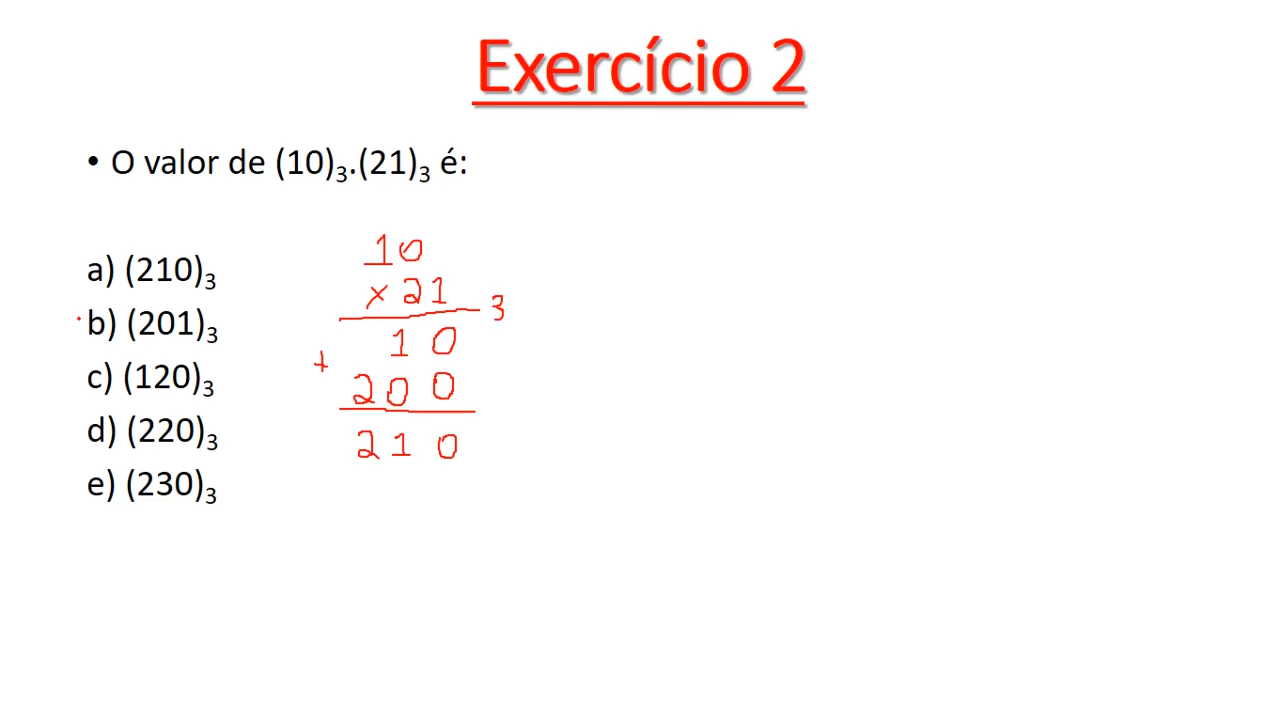 Exercício 2
• O valor de (10)₃.(21)₃ é:
a) (210)₃
b) (201)₃
c) (120)₃
d) (220)₃
e) (230)₃
10
× 21
3
10
+
200
210